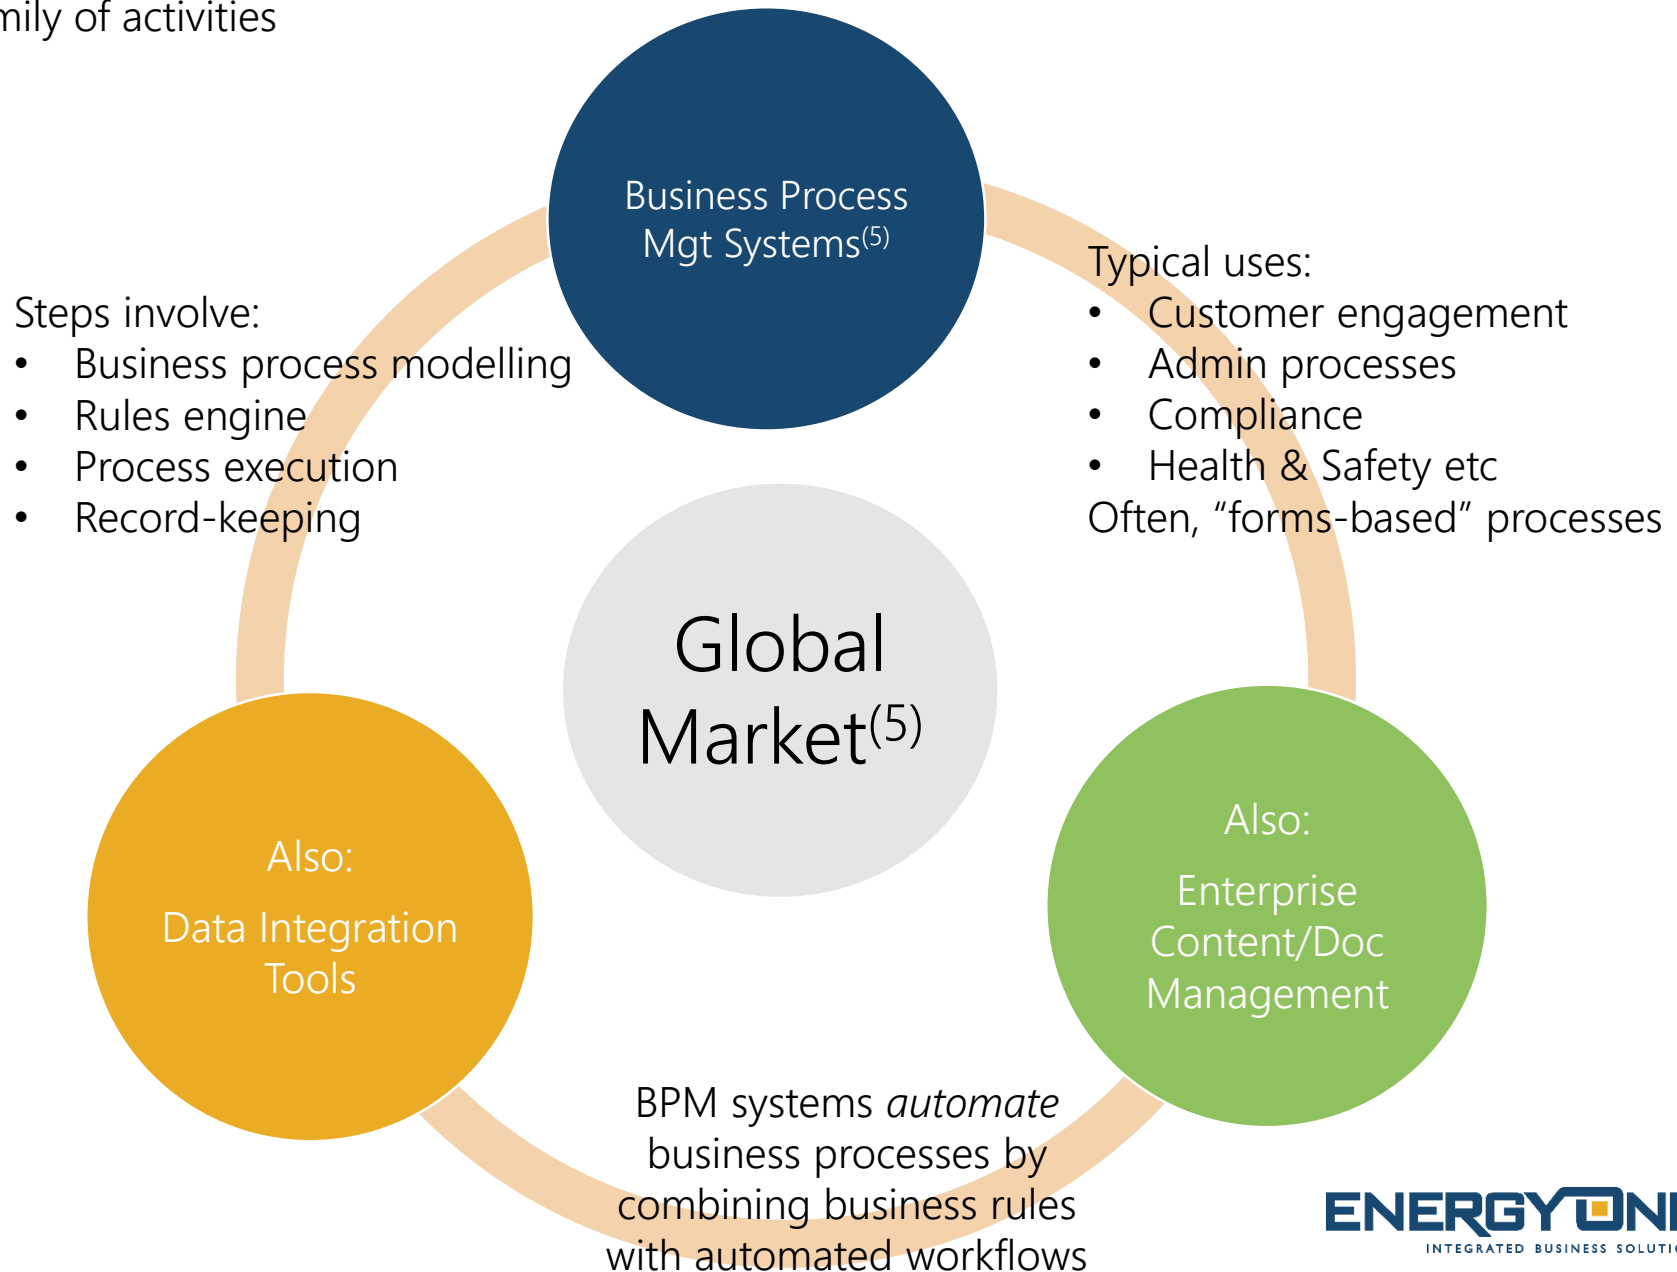 of activities
Business Process
Mgt Systems(5)
Steps involve:
• Business process modelling
• Rules engine
• Process execution
• Record-keeping
Typical uses:
• Customer engagement
• Admin processes
• Compliance
• Health & Safety etc
Often, “forms-based” processes
Global
Market(5)
Also:
Data Integration
Tools
Also:
Enterprise
Content/Doc
Management
BPM systems automate
business processes by
combining business rules
with automated workflows
INTEGRATED BUSINESS